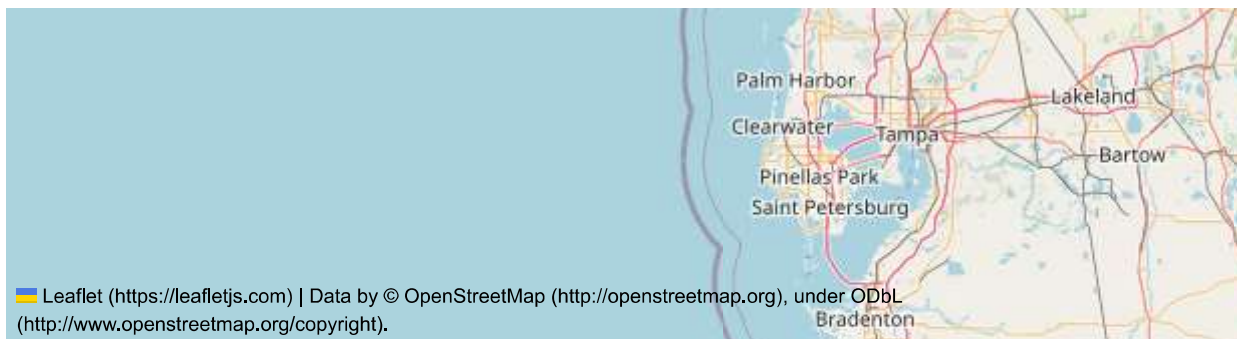 Palm Harbor
Lakeland
Clearwater
Tampa
Bartow
Pinellas Park
Saint Petersburg
Leaflet (https://leafletjs.com) | Data by © OpenStreetMap (http://openstreetmap.org), under ODbL
(http://www.openstreetmap.org/copyright).
Bradenton